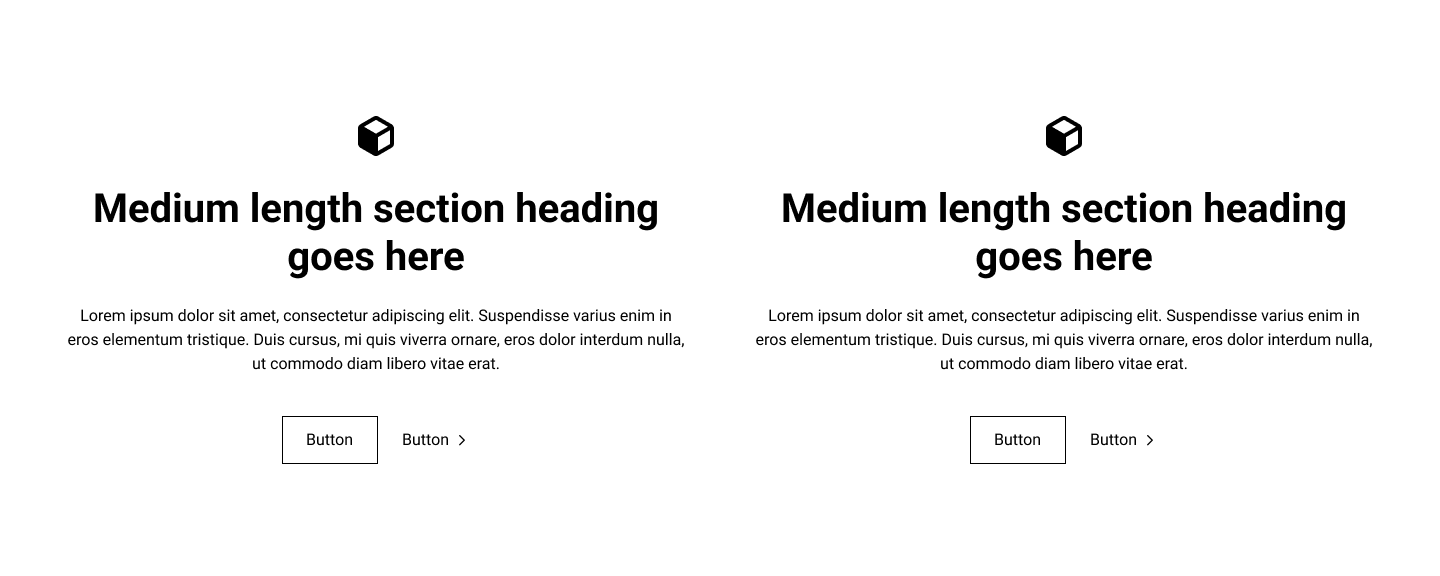 Medium length section heading
goes here
Lorem ipsum dolor sit amet, consectetur adipiscing elit. Suspendisse varius enim in
eros elementum tristique. Duis cursus, mi quis viverra ornare, eros dolor interdum nulla,
ut commodo diam libero vitae erat.
Button
Button
Medium length section heading
goes here
Lorem ipsum dolor sit amet, consectetur adipiscing elit. Suspendisse varius enim in
eros elementum tristique. Duis cursus, mi quis viverra ornare, eros dolor interdum nulla,
ut commodo diam libero vitae erat.
Button
Button